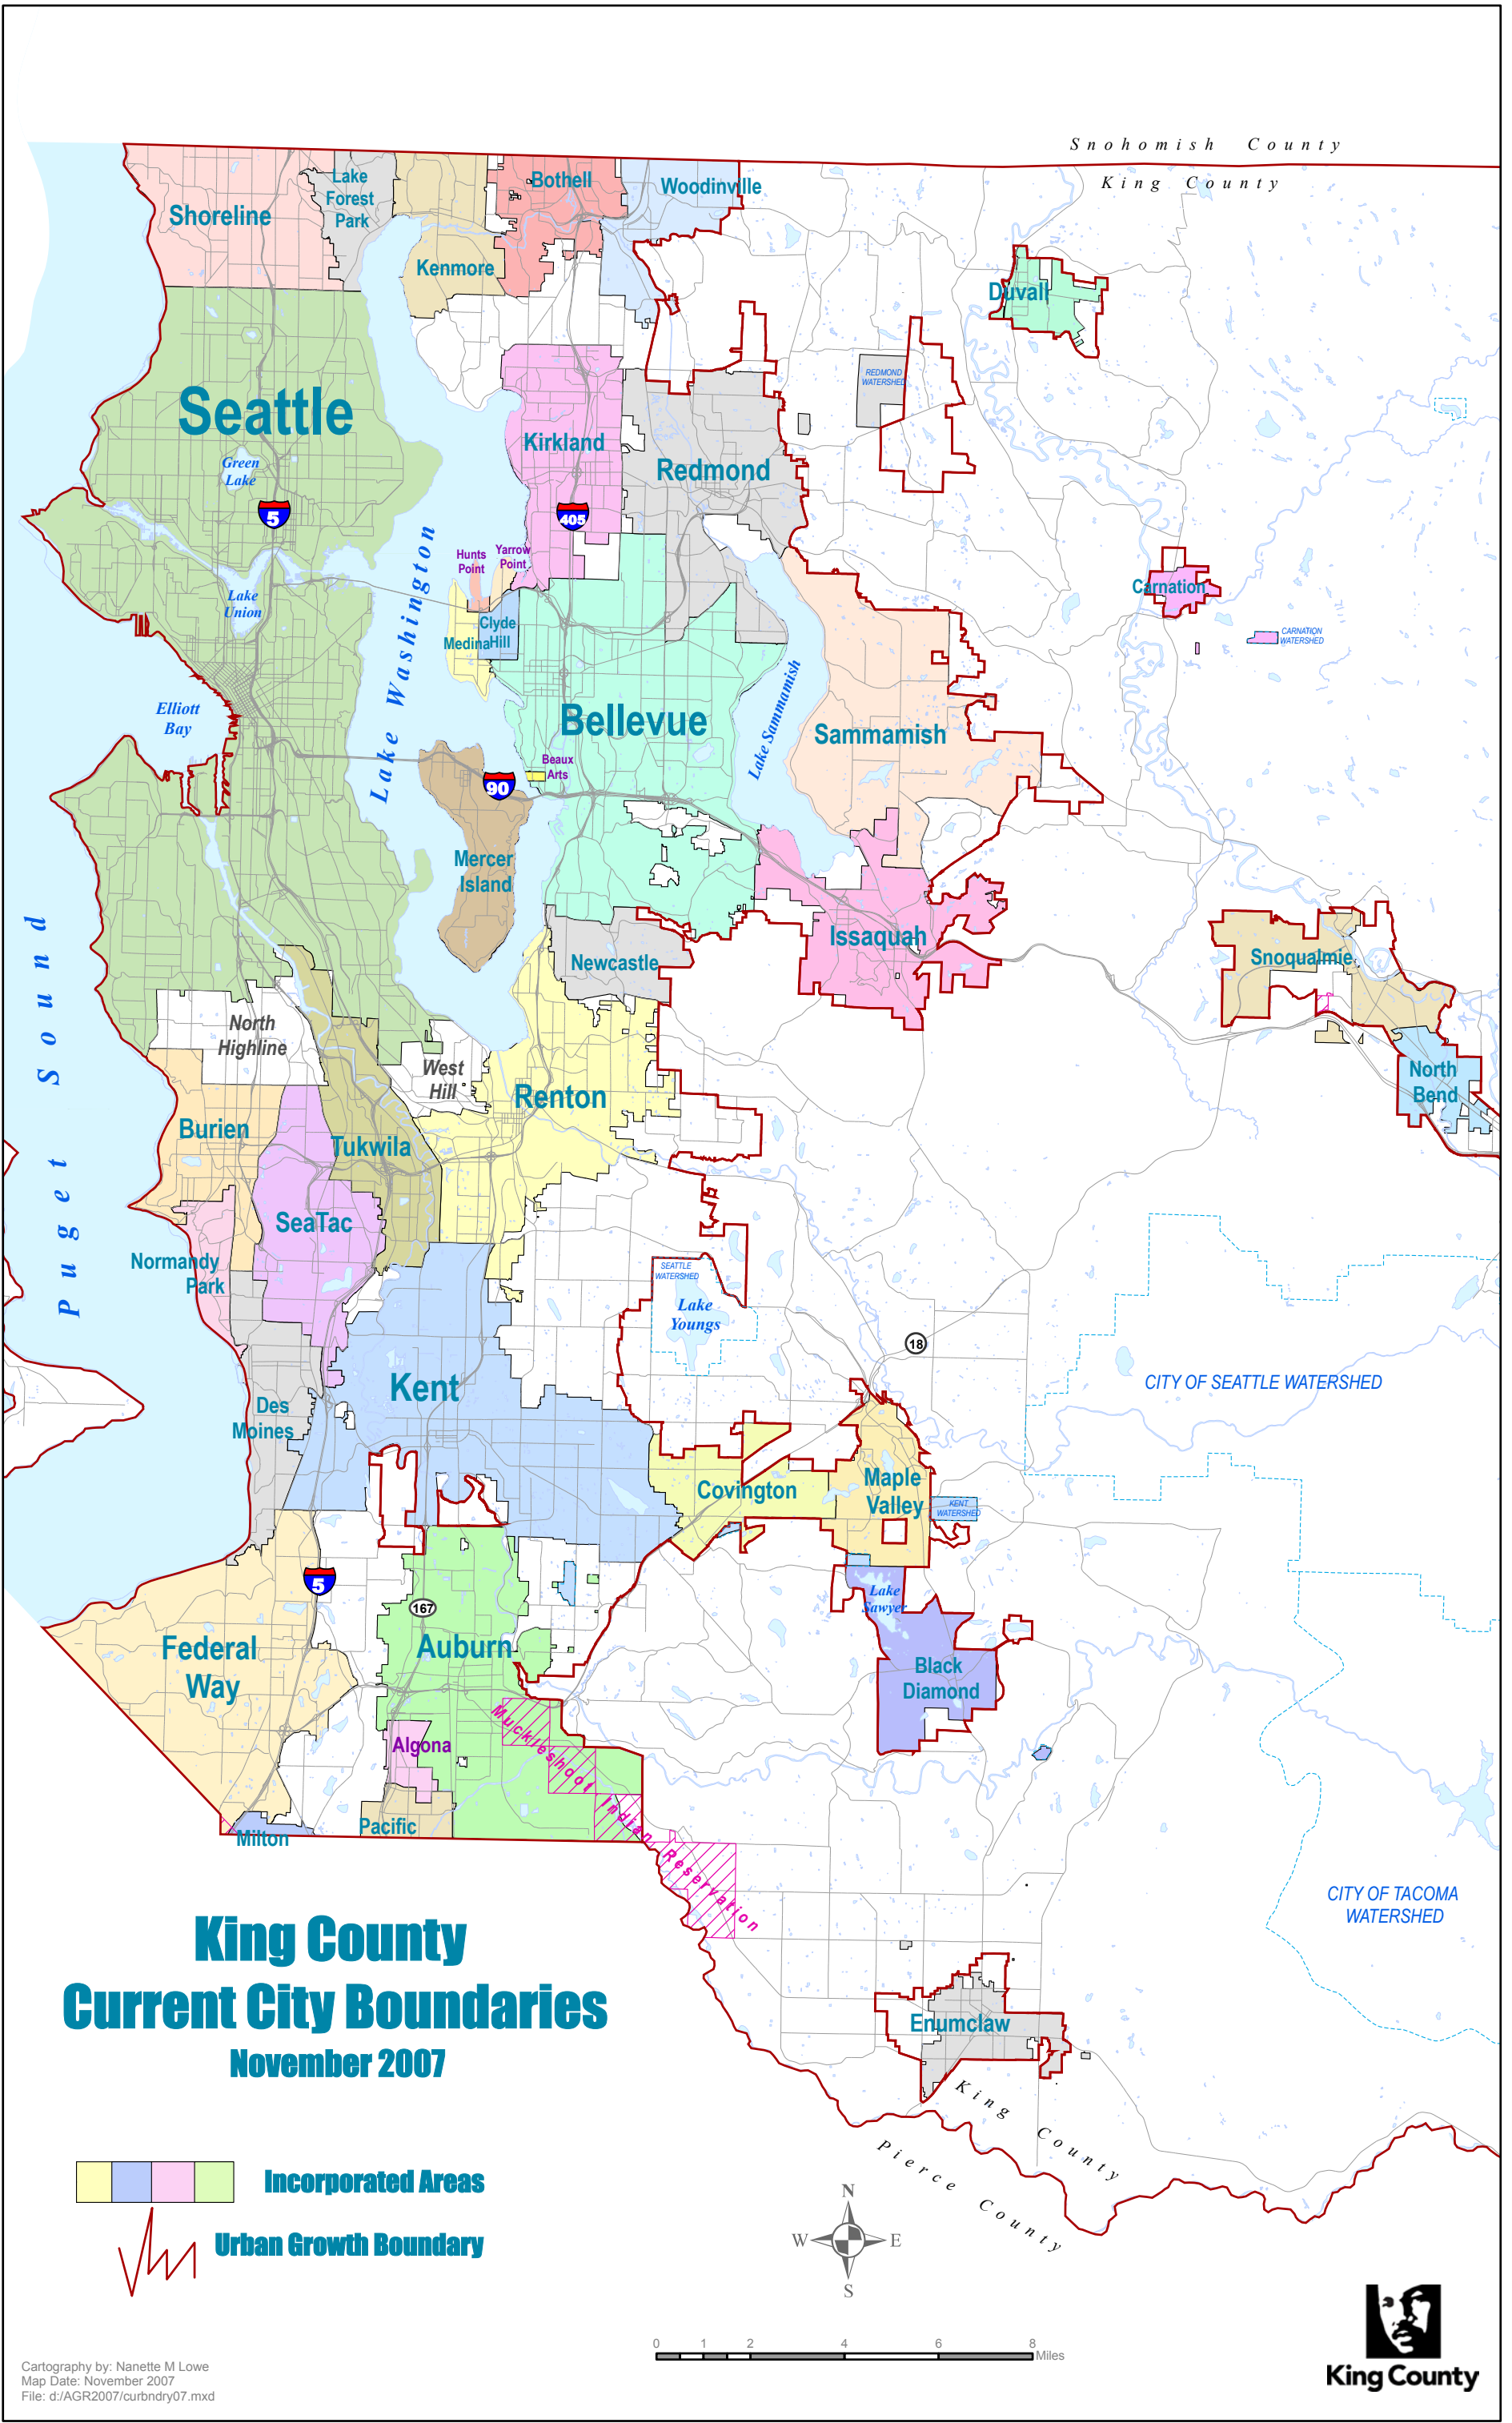 Snohomish County
King County
Lake
Forest
Park
Bothell
Woodinville
Shoreline
Kenmore
Duvall
REDMOND
WATERSHED
Seattle
Kirkland
Redmond
Green
Lake
5
405
Lake Washington
Hunts
Point
Yarrow
Point
Carnation
Lake
Union
Clyde
Hill
Medina
CARNATION
WATERSHED
Elliott
Bay
Bellevue
Lake Sammamish
Sammamish
Beaux
Arts
90
Mercer
Island
Issaquah
Newcastle
Snoqualmie
Puget Sound
North
Highline
West
Hill
Renton
North
Bend
Burien
Tukwila
SeaTac
Normandy
Park
SEATTLE
WATERSHED
Lake
Youngs
18
Kent
CITY OF SEATTLE WATERSHED
Des
Moines
Covington
Maple
Valley
KENT
WATERSHED
5
167
Lake
Sawyer
Federal
Way
Auburn
Black
Diamond
Algona
Muckleshoot Indian Reservation
Pacific
Milton
CITY OF TACOMA
WATERSHED
King County
Current City Boundaries
November 2007
Enumclaw
King County
Pierce County
Incorporated Areas
Urban Growth Boundary
N
W
E
S
0 1 2 4 6 8
Miles
King County
Cartography by: Nanette M Lowe
Map Date: November 2007
File: d:/AGR2007/curbndry07.mxd